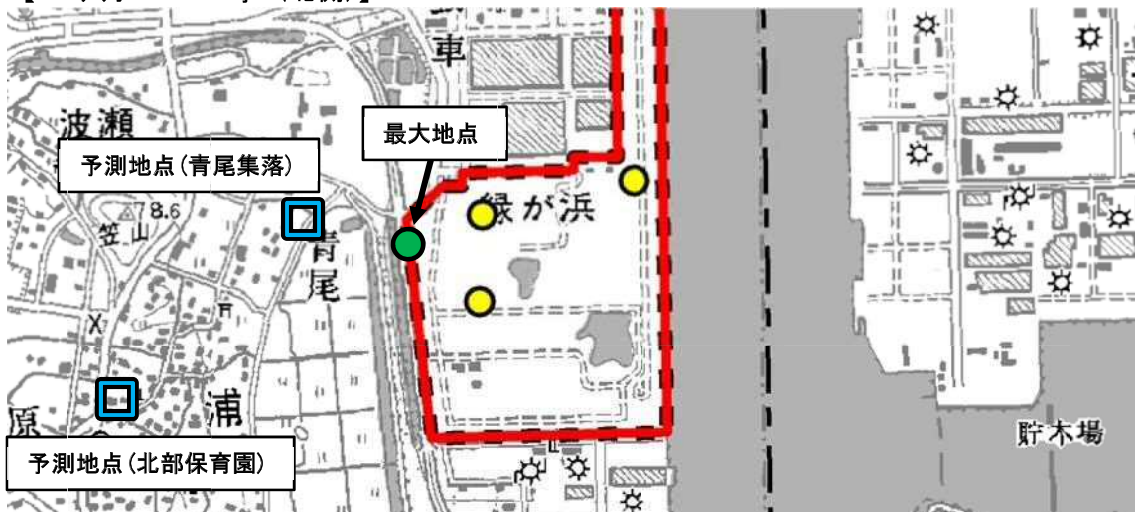 車
波瀬
最大地点
予測地点(青尾集落)
78.6
笠山
緑が浜
青尾
浦
原
貯木場
予測地点(北部保育園)